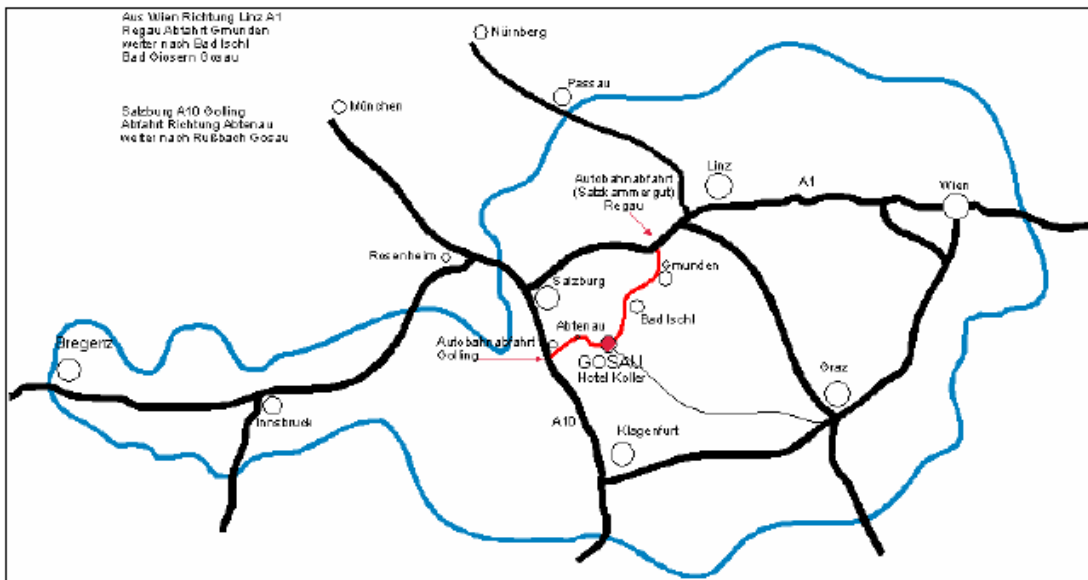 Aus Wien Richtung Linz A1
Regau Abfahrt Gmunden
weiter nach Bad Ischl
Bad Goisern Gosau
Salzburg A10 Golling
Abfahrt Richtung Abtenau
weiter nach Rußbach Gosau
Nürnberg
Passau
München
Linz
Autobahnabfahrt
(Salzkammergut)
Regau
A1
Wien
Rosenheim
Gmunden
Salzburg
Bad Ischl
Abtenau
Autobahnabfahrt
Golling
GOSAU
Hotel Koller
Bregenz
Graz
Innsbruck
A10
Klagenfurt